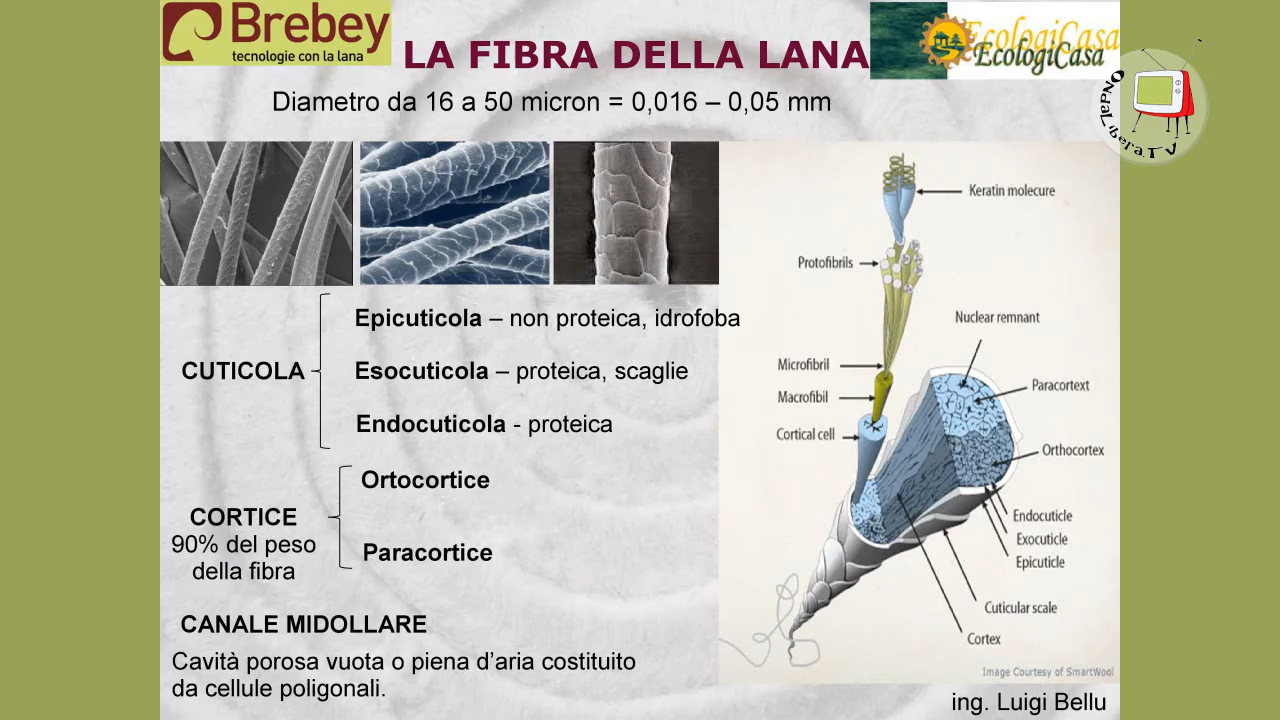 Brebey
tecnologie con la lana
LA FIBRA DELLA LANA
EcologiCasa
EcologiCasa
OndaLibera.TV
Diametro da 16 a 50 micron = 0,016 – 0,05 mm
CUTICOLA
Epicuticola – non proteica, idrofoba
Esocuticola – proteica, scaglie
Endocuticola - proteica
CORTICE
90% del peso
della fibra
Ortocortice
Paracortice
CANALE MIDOLLARE
Cavità porosa vuota o piena d’aria costituito
da cellule poligonali.
Keratin molecure
Protofibrils
Nuclear remnant
Microfibril
Macrofibil
Cortical cell
Paracortext
Orthocortex
Endocuticle
Exocuticle
Epicuticle
Cuticular scale
Cortex
Image Courtesy of SmartWool
ing. Luigi Bellu